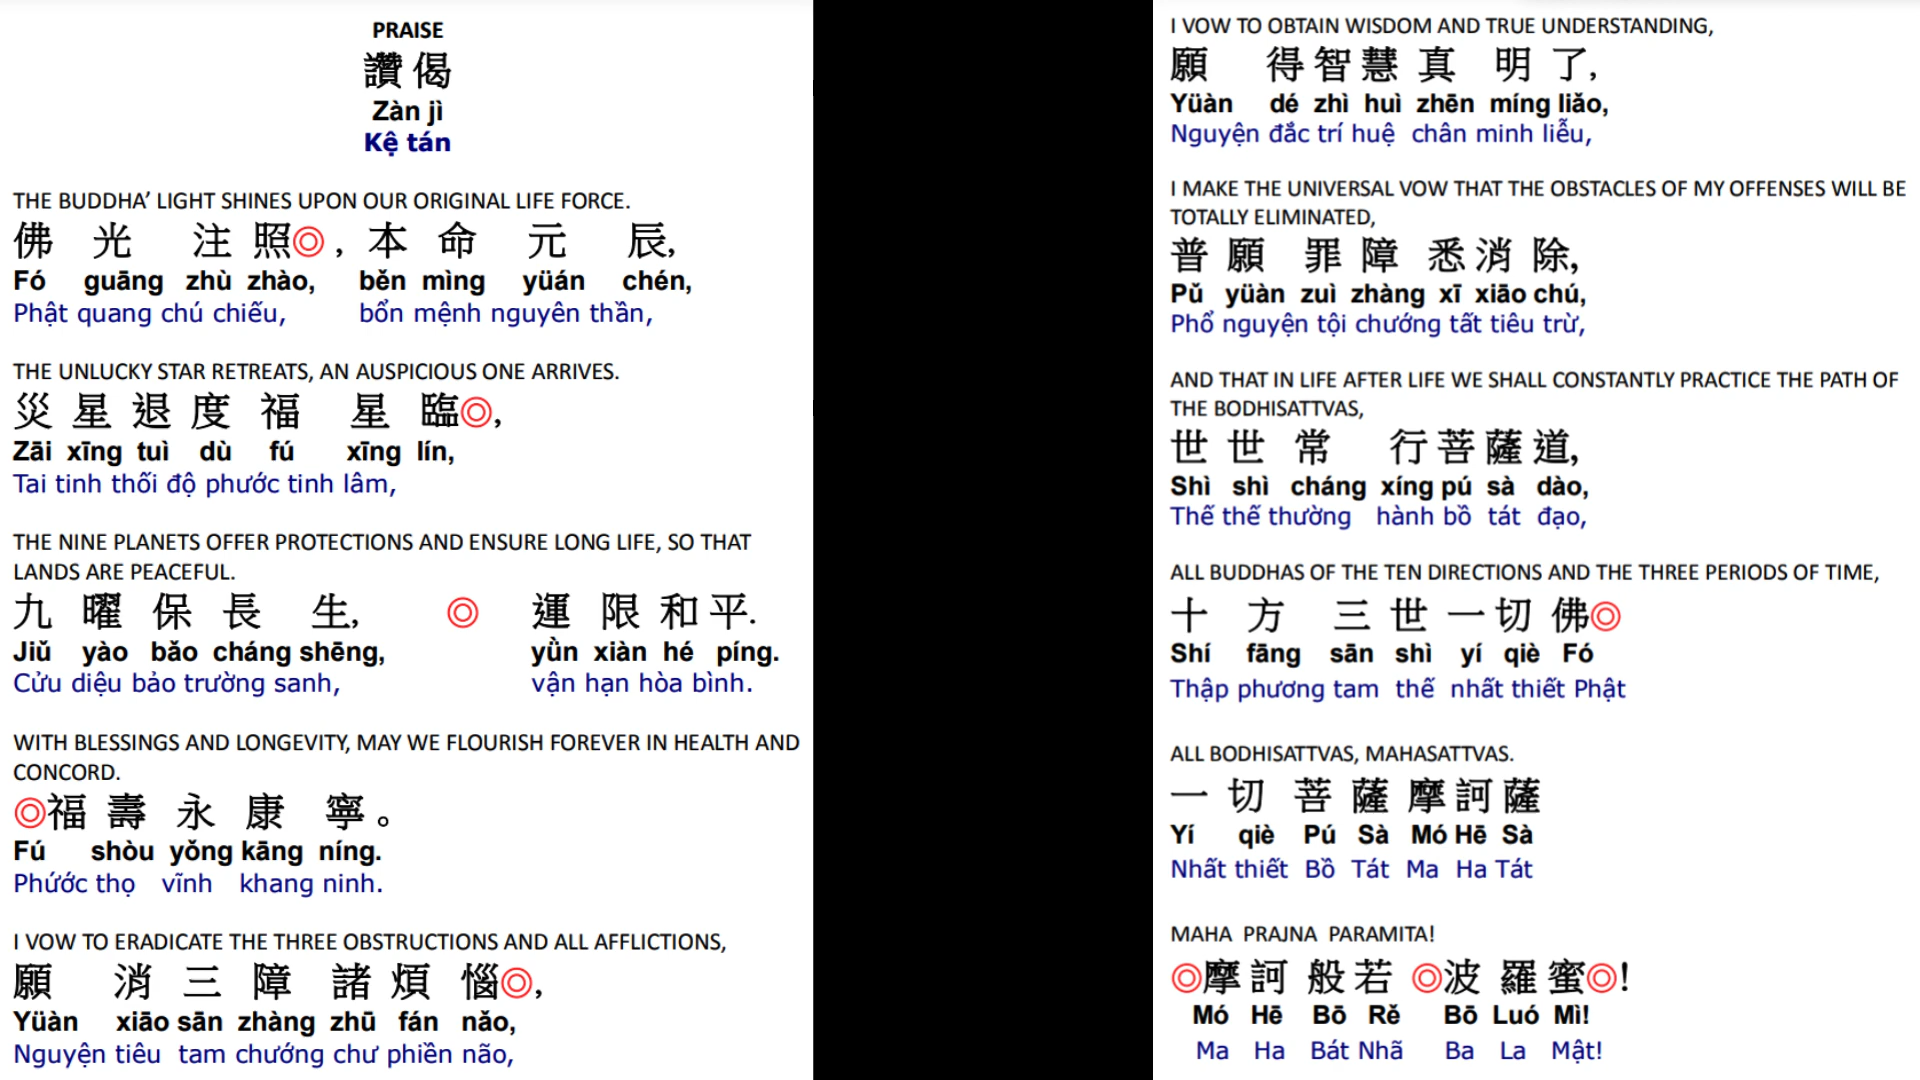 PRAISE
讚偈
Zàn jì
Kệ tán
THE BUDDHA’ LIGHT SHINES UPON OUR ORIGINAL LIFE FORCE.
佛 光 注 照◎, 本 命 元 辰,
Fó guāng zhù zhào, běn mìng yüán chén,
Phật quang chú chiếu, bổn mệnh nguyên thần,
THE UNLUCKY STAR RETREATS, AN AUSPICIOUS ONE ARRIVES.
災 星 退 度 福 星 臨◎,
Zāi xīng tuì dù fú xīng lín,
Tai tinh thối độ phước tinh lâm,
THE NINE PLANETS OFFER PROTECTIONS AND ENSURE LONG LIFE, SO THAT
LANDS ARE PEACEFUL.
九 曜 保 長 生, ◎ 運 限 和 平.
Jiǔ yào bǎo cháng shēng, yǜn xiàn hé píng.
Cửu diệu bảo trường sanh, vận hạn hòa bình.
WITH BLESSINGS AND LONGEVITY, MAY WE FLOURISH FOREVER IN HEALTH AND
CONCORD.
◎福 壽 永 康 寧。
Fú shòu yǒng kāng níng.
Phứớc thọ vĩnh khang ninh.
I VOW TO ERADICATE THE THREE OBSTRUCTIONS AND ALL AFFLICTIONS,
願 消 三 障 諸 煩 惱◎,
Yüàn xiāo sān zhàng zhū fán nǎo,
Nguyện tiêu tam chướng chư phiền não,
I VOW TO OBTAIN WISDOM AND TRUE UNDERSTANDING,
願 得 智 慧 真 明 了,
Yüàn dé zhì huì zhēn míng liǎo,
Nguyện đắc trí huệ chân minh liễu,
I MAKE THE UNIVERSAL VOW THAT THE OBSTACLES OF MY OFFENSES WILL BE
TOTALLY ELIMINATED,
普 願 罪 障 悉 消 除,
Pǔ yüàn zuì zhàng xī xiāo chú,
Phổ nguyện tội chướng tất tiêu trừ,
AND THAT IN LIFE AFTER LIFE WE SHALL CONSTANTLY PRACTICE THE PATH OF
THE BODHISATTVAS,
世 世 常 行 菩 薩 道,
Shì shì cháng xíng pú sà dào,
Thế thế thường hành bồ tát đạo,
ALL BUDDHAS OF THE TEN DIRECTIONS AND THE THREE PERIODS OF TIME,
十 方 三 世 一 切 佛◎
Shí fāng sān shì yí qiè Fó
Thập phương tam thế nhất thiết Phật
ALL BODHISATTVAS, MAHASATTVAS.
一 切 菩 薩 摩 訶 薩
Yí qiè Pú Sà Mó Hē Sà
Nhất thiết Bồ Tát Ma Ha Tát
MAHA PRAJNA PARAMITA!
◎摩 訶 般 若 ◎波 羅 蜜◎!
Mó Hē Bō Rě Bō Luó Mì!
Ma Ha Bát Nhã Ba La Mật!